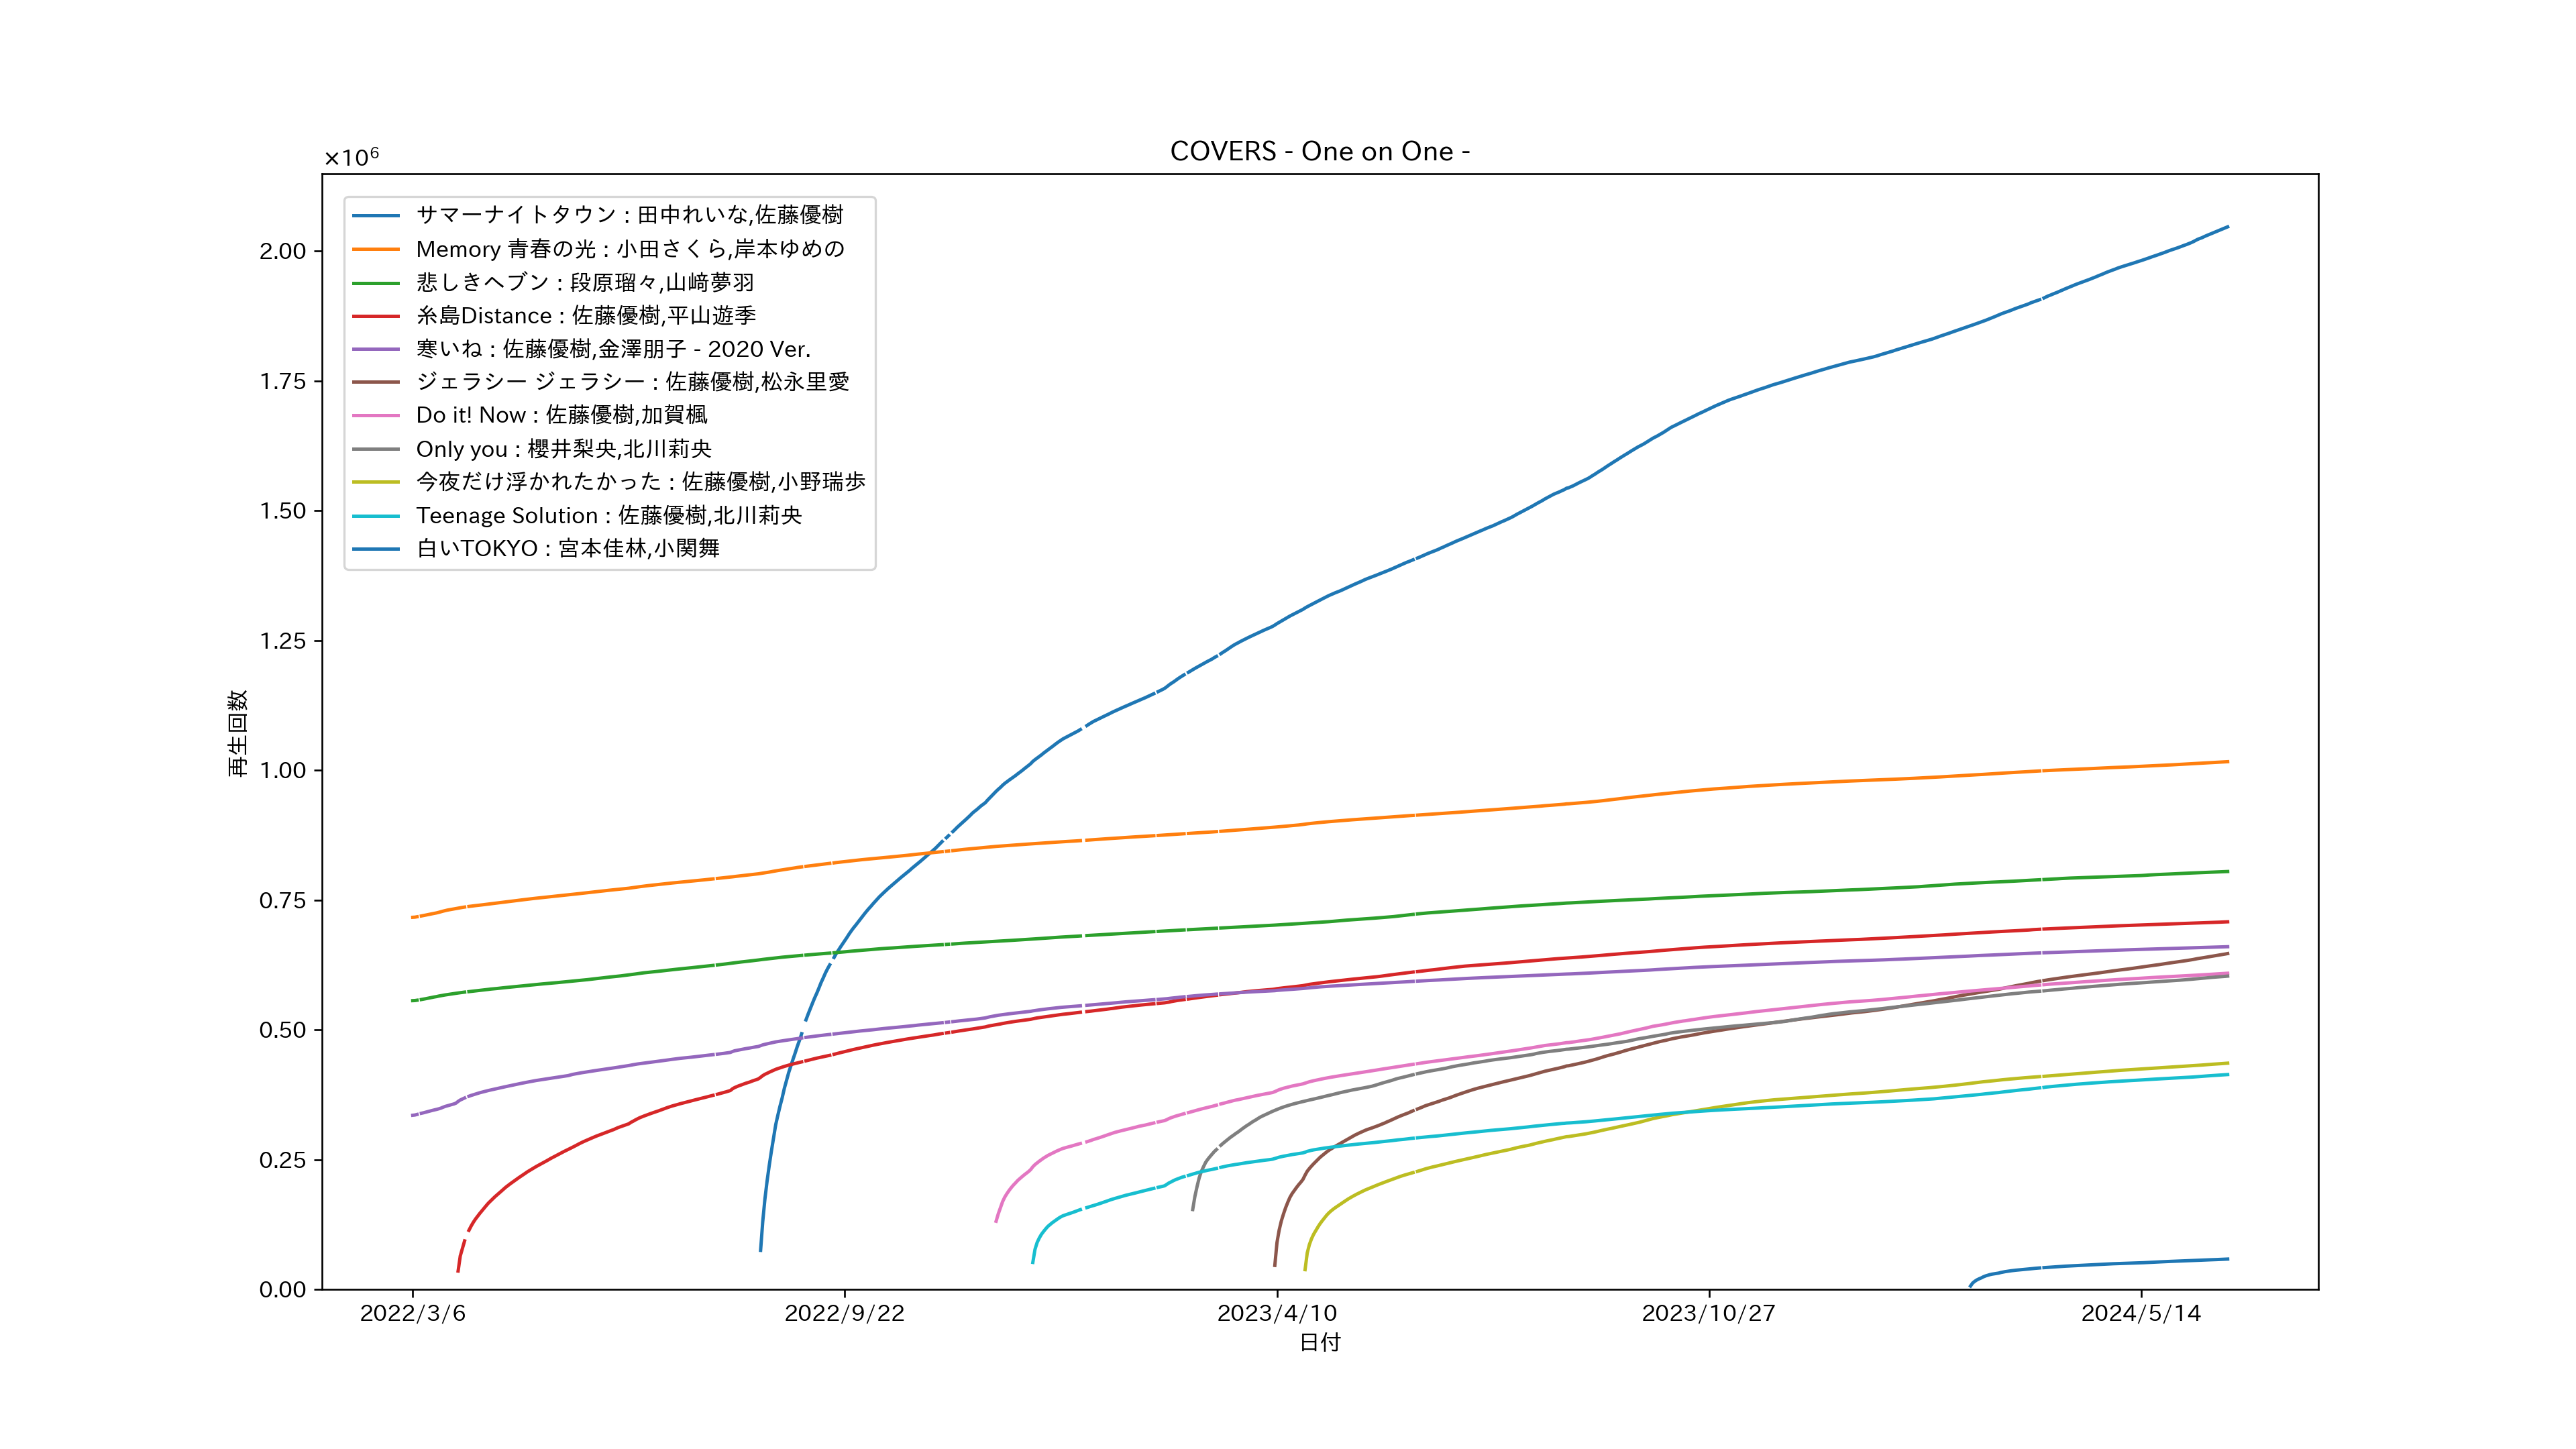 COVERS - One on One -
×10⁶
サマーナイトタウン : 田中れいな,佐藤優樹
Memory 青春の光 : 小田さくら,岸本ゆめの
悲しきヘブン : 段原瑠々,山﨑夢羽
糸島Distance : 佐藤優樹,平山遊季
寒いね : 佐藤優樹,金澤朋子 - 2020 Ver.
ジェラシー ジェラシー : 佐藤優樹,松永里愛
Do it! Now : 佐藤優樹,加賀楓
Only you : 櫻井梨央,北川莉央
今夜だけ浮かれたかった : 佐藤優樹,小野瑞歩
Teenage Solution : 佐藤優樹,北川莉央
白いTOKYO : 宮本佳林,小関舞
2.00
1.75
1.50
1.25
1.00
0.75
0.50
0.25
0.00
再生回数
2022/3/6
2022/9/22
2023/4/10
2023/10/27
2024/5/14
日付